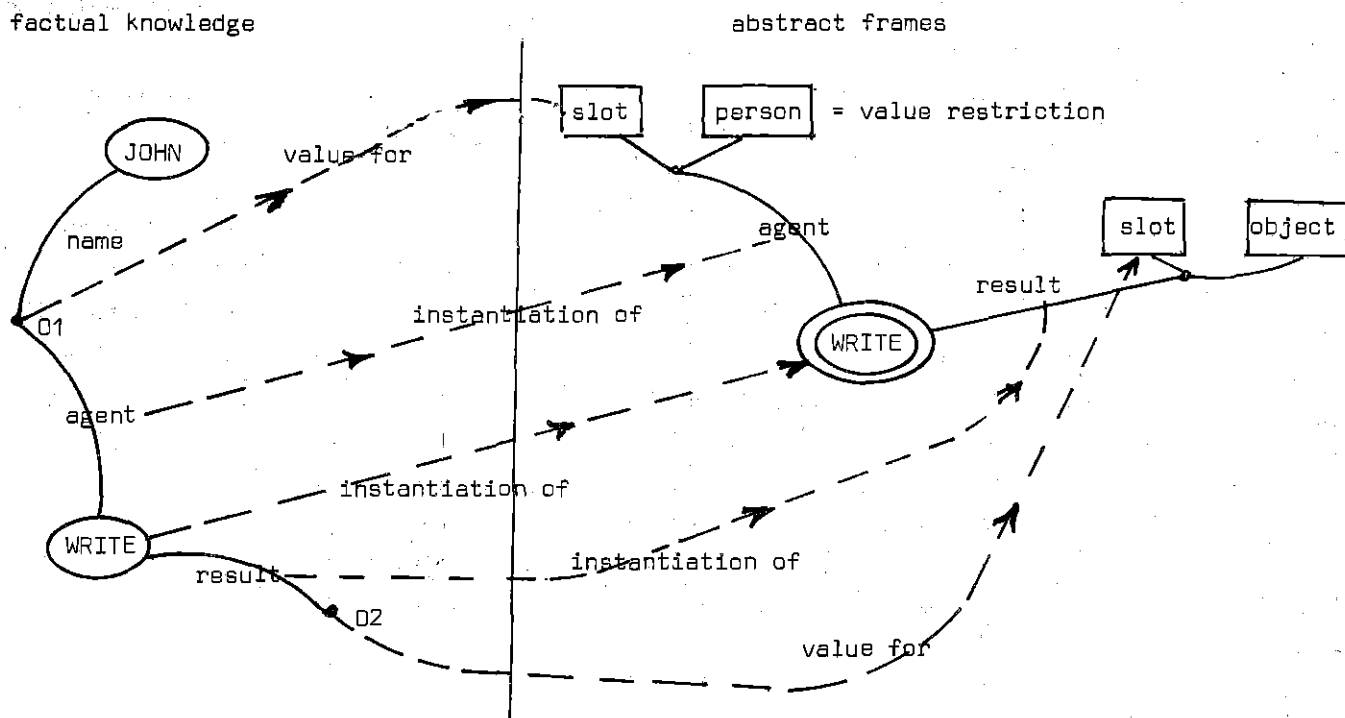 factual knowledge
abstract frames
slot
person = value restriction
JOHN
value for
name
agent
slot
object
result
O1
instantiation of
WRITE
agent
instantiation of
WRITE
result
instantiation of
O2
value for